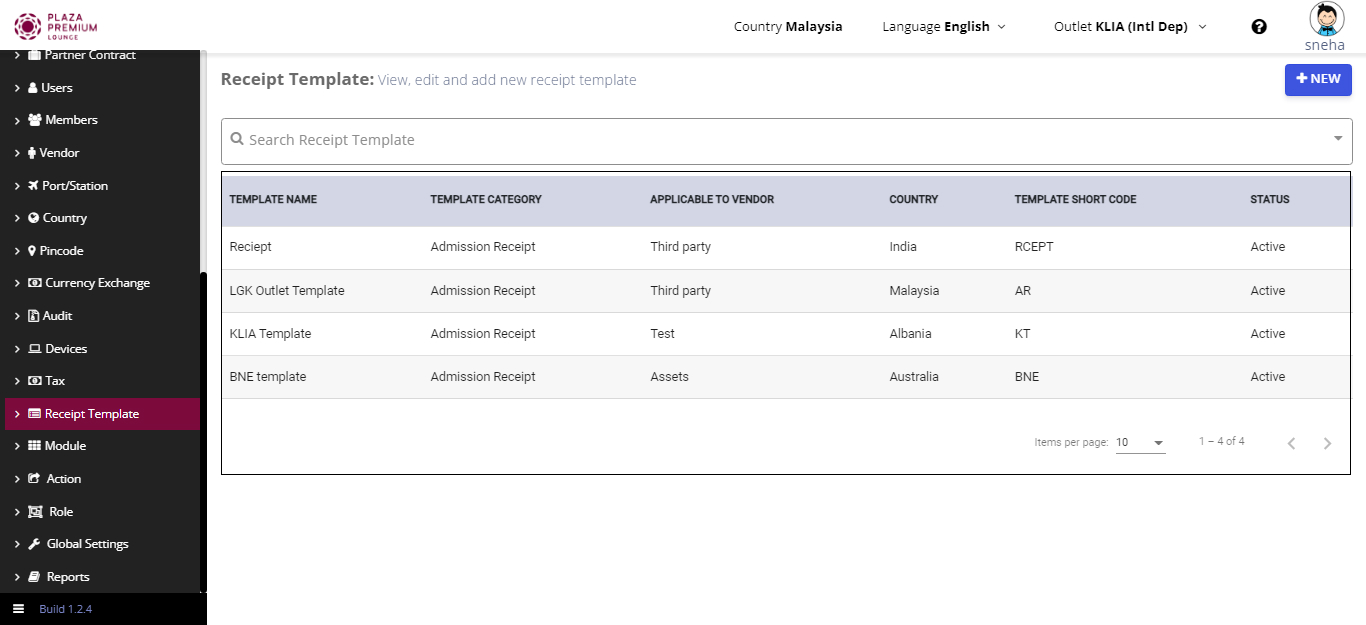 PLAZA
PREMIUM
LOUNGE
Country Malaysia
Language English
Outlet KLIA (Intl Dep)
sneha
Partner Contract
Users
Members
Vendor
Port/Station
Country
Pincode
Currency Exchange
Audit
Devices
Tax
Receipt Template
Module
Action
Role
Global Settings
Reports
Build 1.2.4
Receipt Template: View, edit and add new receipt template
NEW
Search Receipt Template
TEMPLATE NAME TEMPLATE CATEGORY APPLICABLE TO VENDOR COUNTRY TEMPLATE SHORT CODE STATUS
Reciept Admission Receipt Third party India RCEPT Active
LGK Outlet Template Admission Receipt Third party Malaysia AR Active
KLIA Template Admission Receipt Test Albania KT Active
BNE template Admission Receipt Assets Australia BNE Active
Items per page: 10 1 – 4 of 4